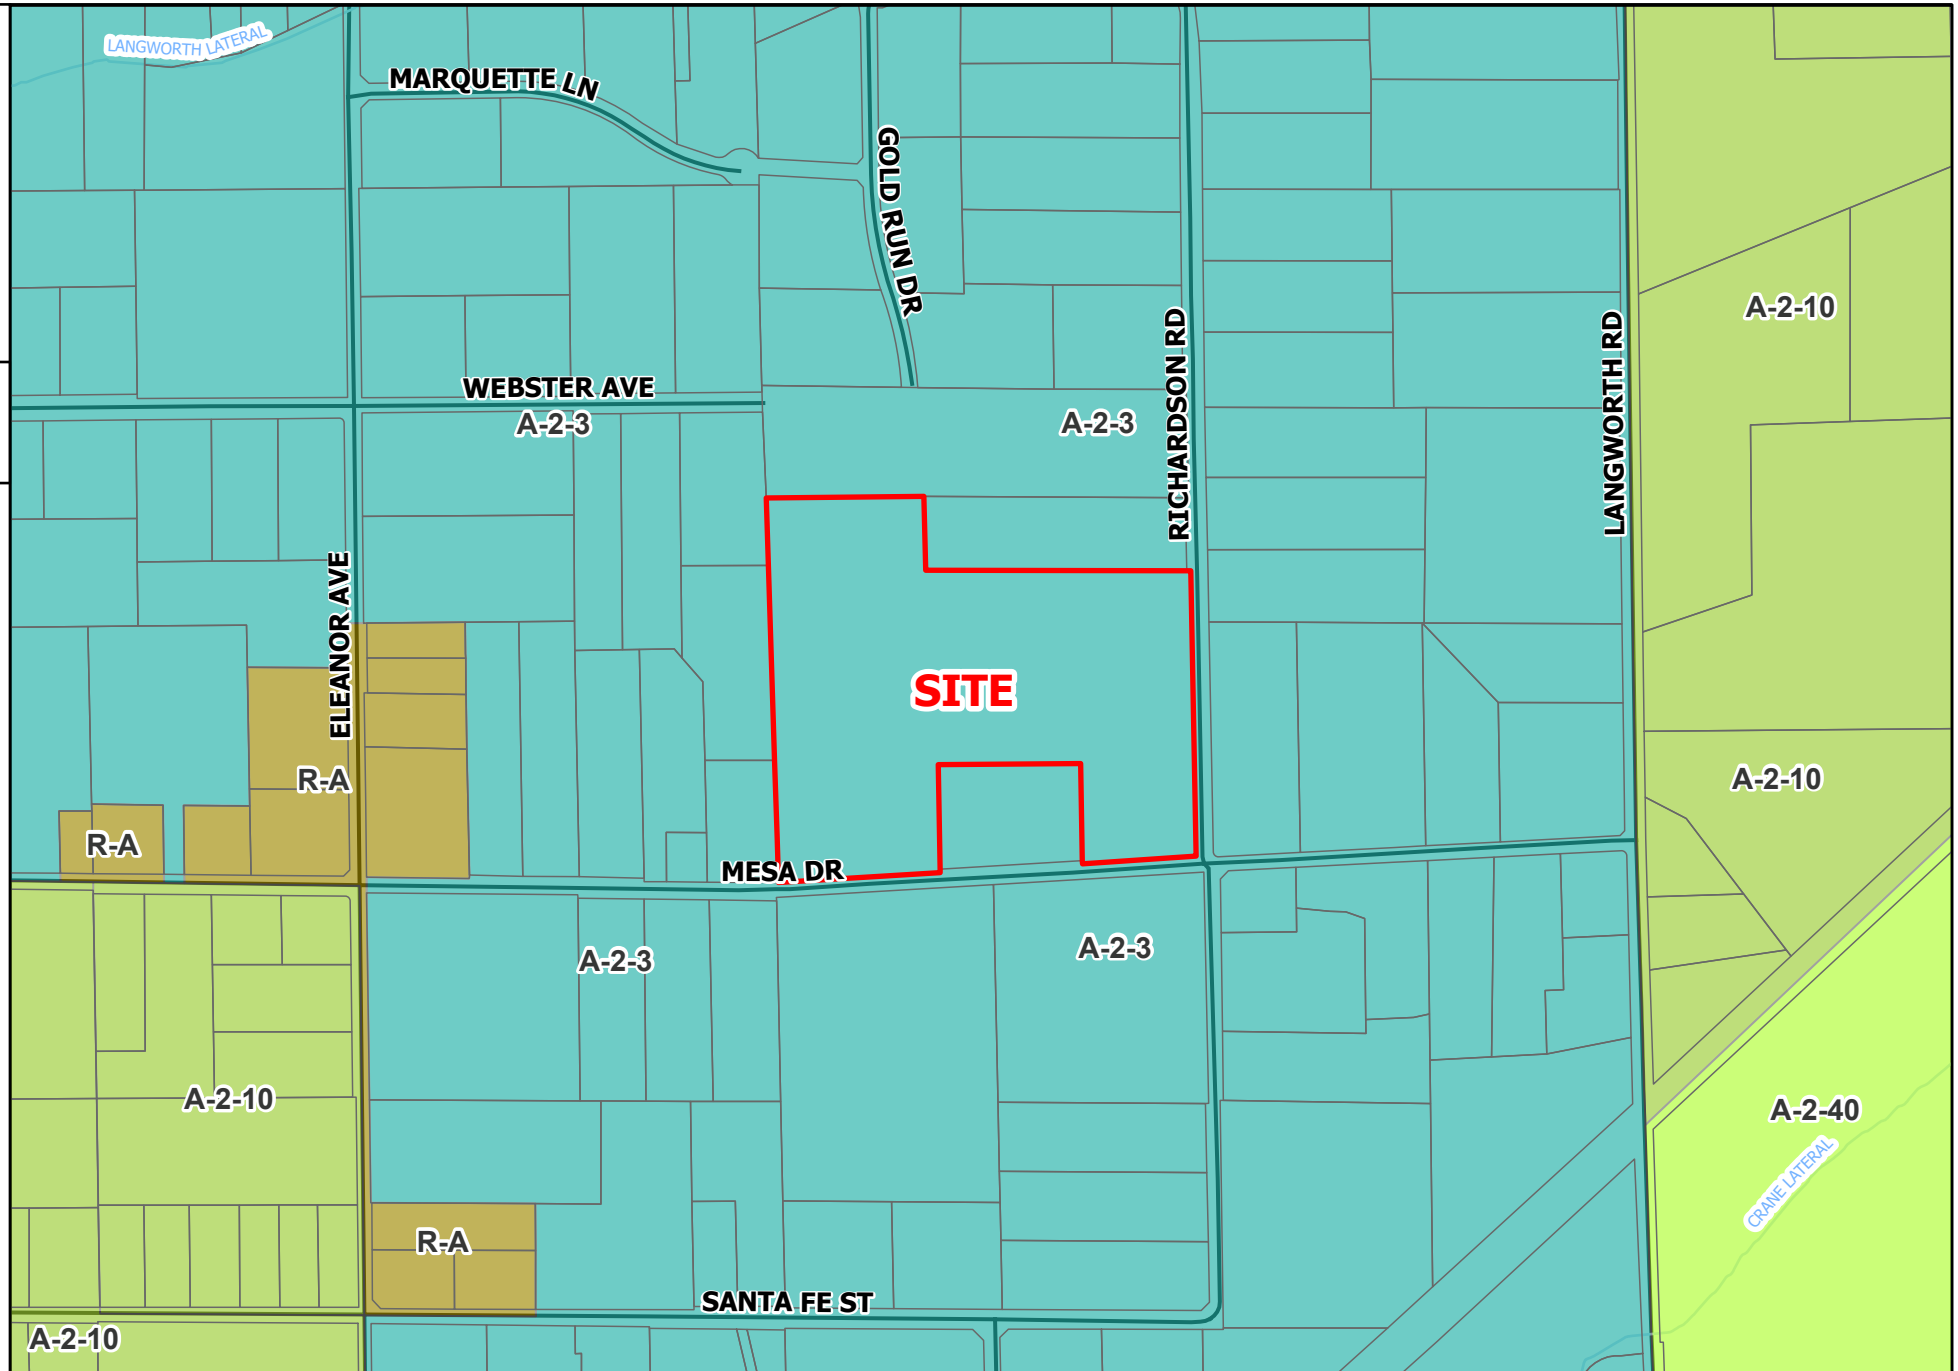 LANGWORTH LATERAL
MARQUETTE LN
GOLD RUN DR
A-2-10
RICHARDSON RD
LANGWORTH RD
WEBSTER AVE
A-2-3
A-2-3
ELEANOR AVE
SITE
R-A
A-2-10
R-A
MESA DR
A-2-3
A-2-3
A-2-10
A-2-40
CRANE LATERAL
R-A
SANTA FE ST
A-2-10